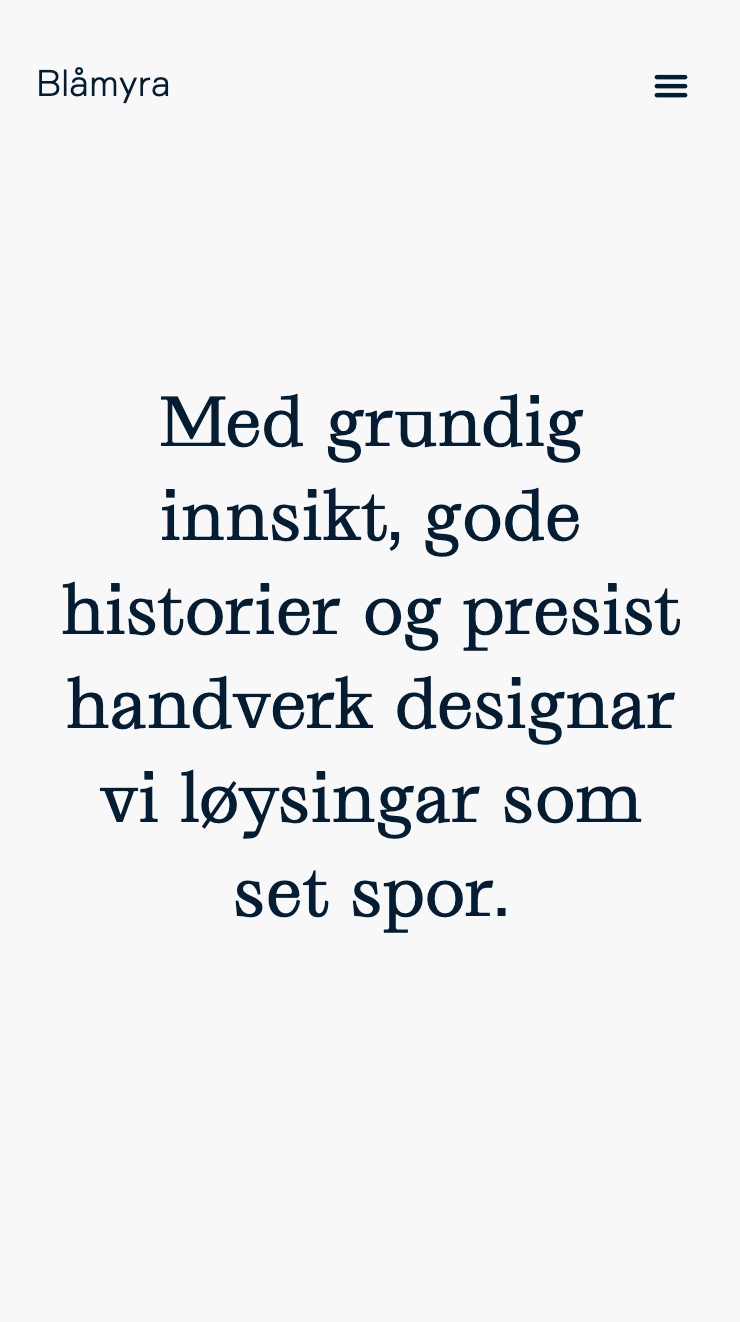 Blåmyra
Med grundig
innsikt, gode
historier og presist
handverk designar
vi løysingar som
set spor.